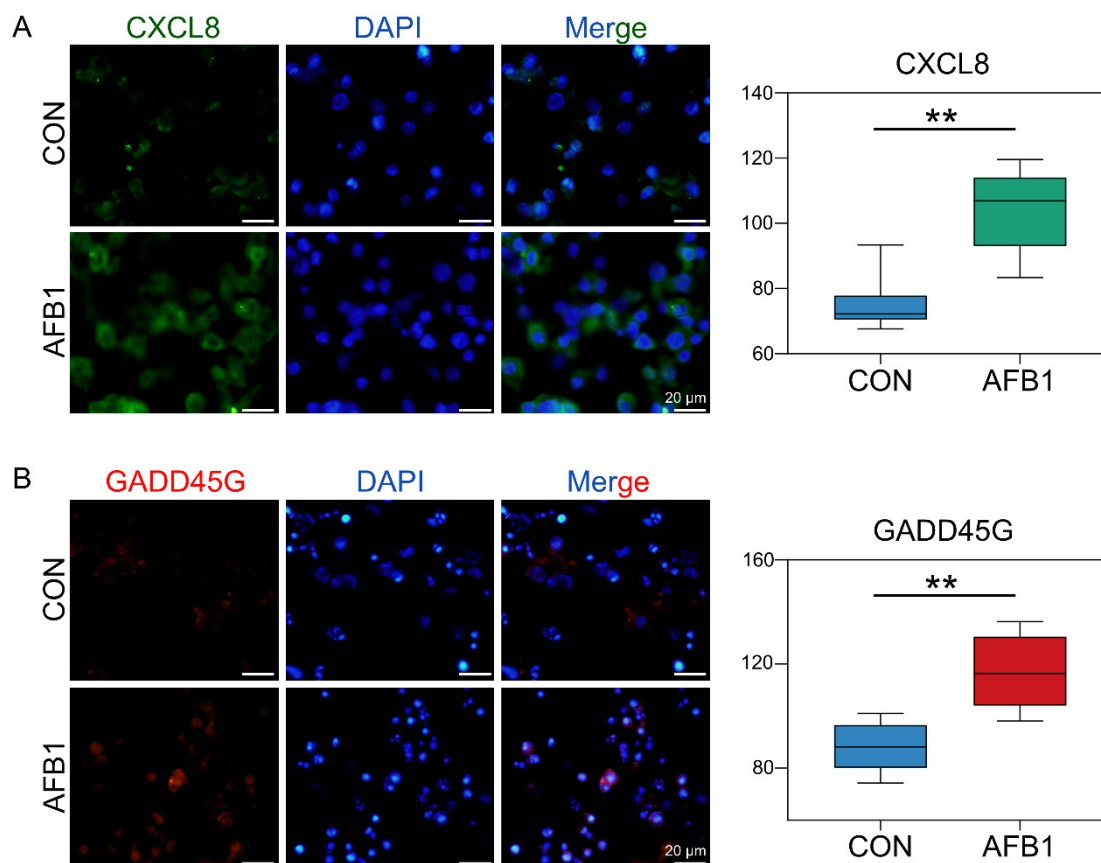 A
CXCL8 DAPI Merge
CON
AFB1
20 µm
CXCL8
140
120
100
80
60
**
CON AFB1
B
GADD45G DAPI Merge
CON
AFB1
20 µm
GADD45G
160
120
80
**
CON AFB1